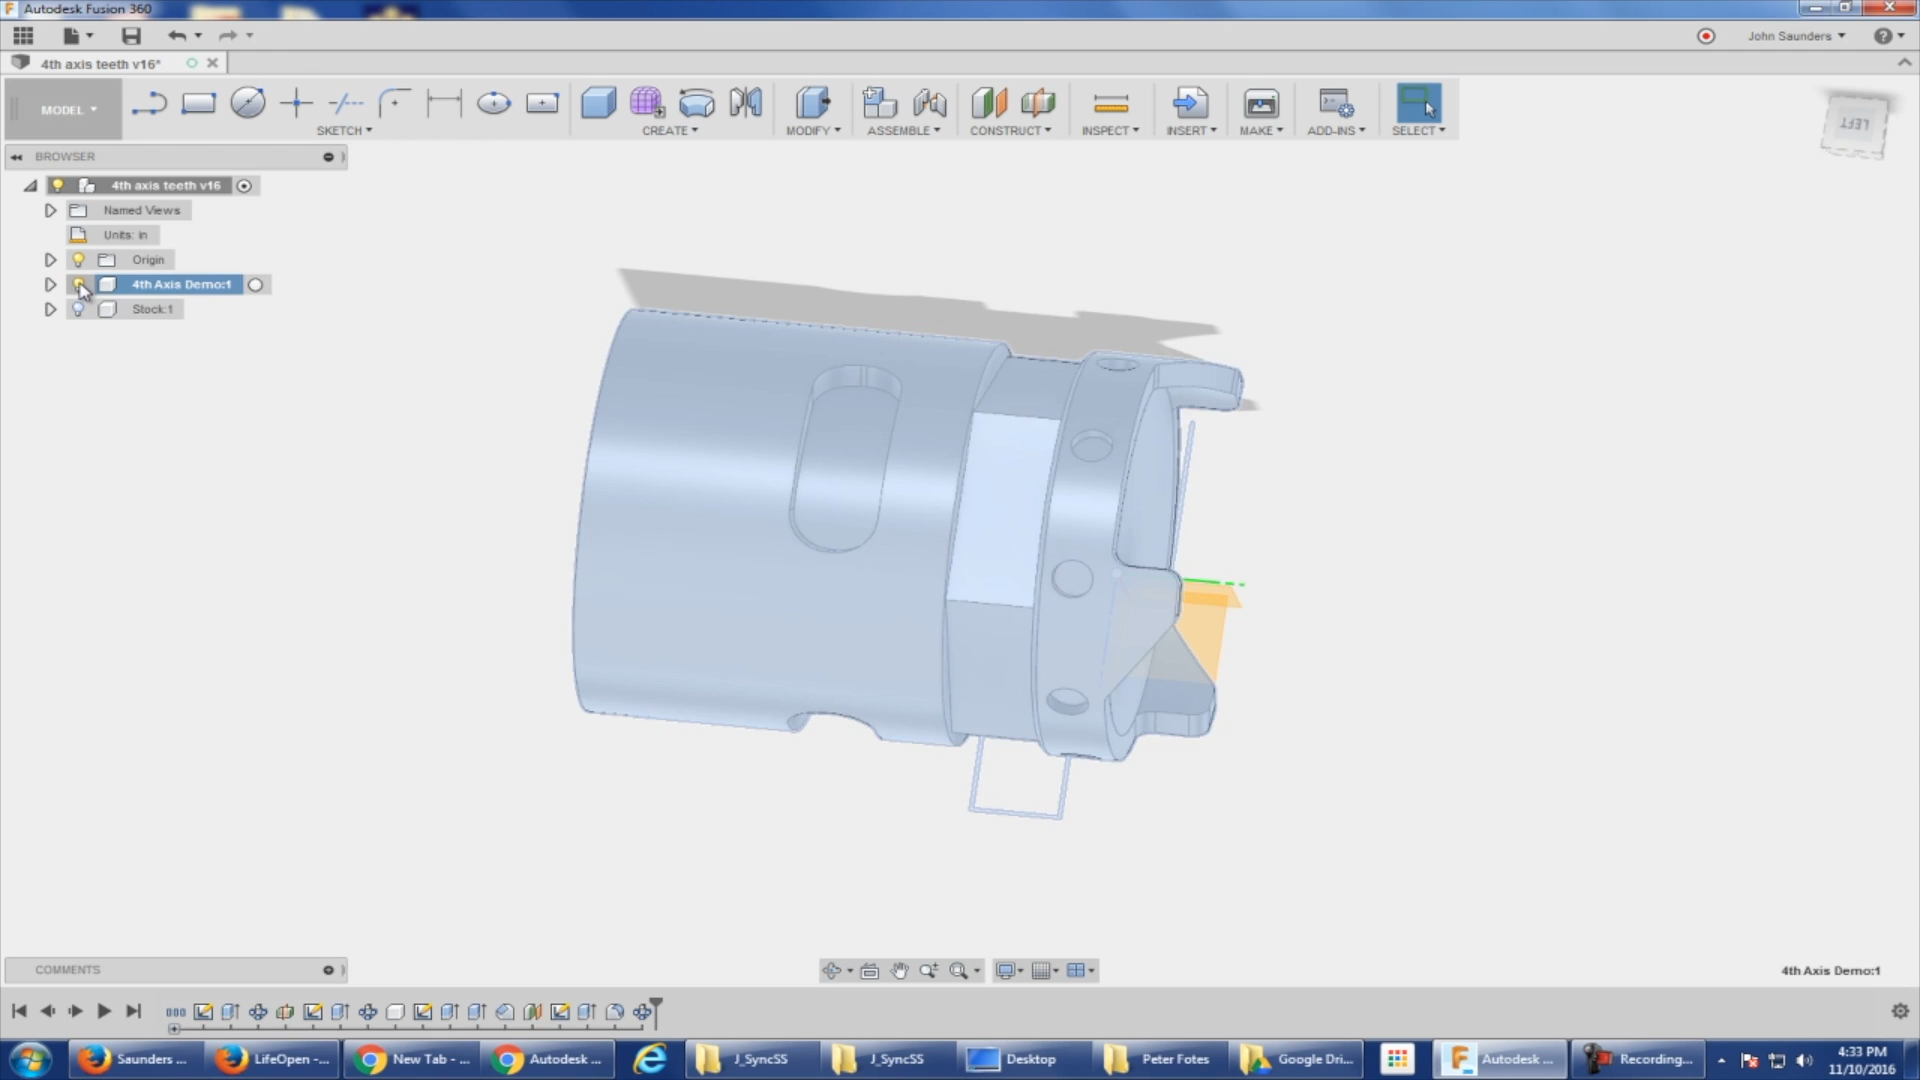 Autodesk Fusion 360
John Saunders
4th axis teeth v16*
MODEL
SKETCH
CREATE
MODIFY
ASSEMBLE
CONSTRUCT
INSPECT
INSERT
MAKE
ADD-INS
SELECT
LEFT
BROWSER
4th axis teeth v16
Named Views
Units: in
Origin
4th Axis Demo:1
Stock:1
COMMENTS
4th Axis Demo:1
Saunders ...
LifeOpen -...
New Tab - ...
Autodesk ...
J_SyncSS
J_SyncSS
Desktop
Peter Fotes
Google Dri...
Autodesk ...
Recording...
4:33 PM
11/10/2016